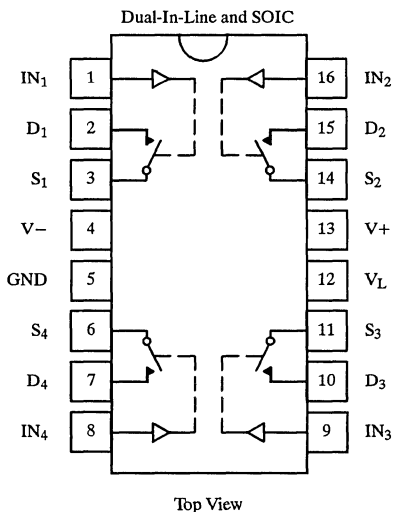 Dual-In-Line and SOIC
IN1 1 16 IN2
D1 2 15 D2
S1 3 14 S2
V− 4 13 V+
GND 5 12 VL
S4 6 11 S3
D4 7 10 D3
IN4 8 9 IN3
Top View